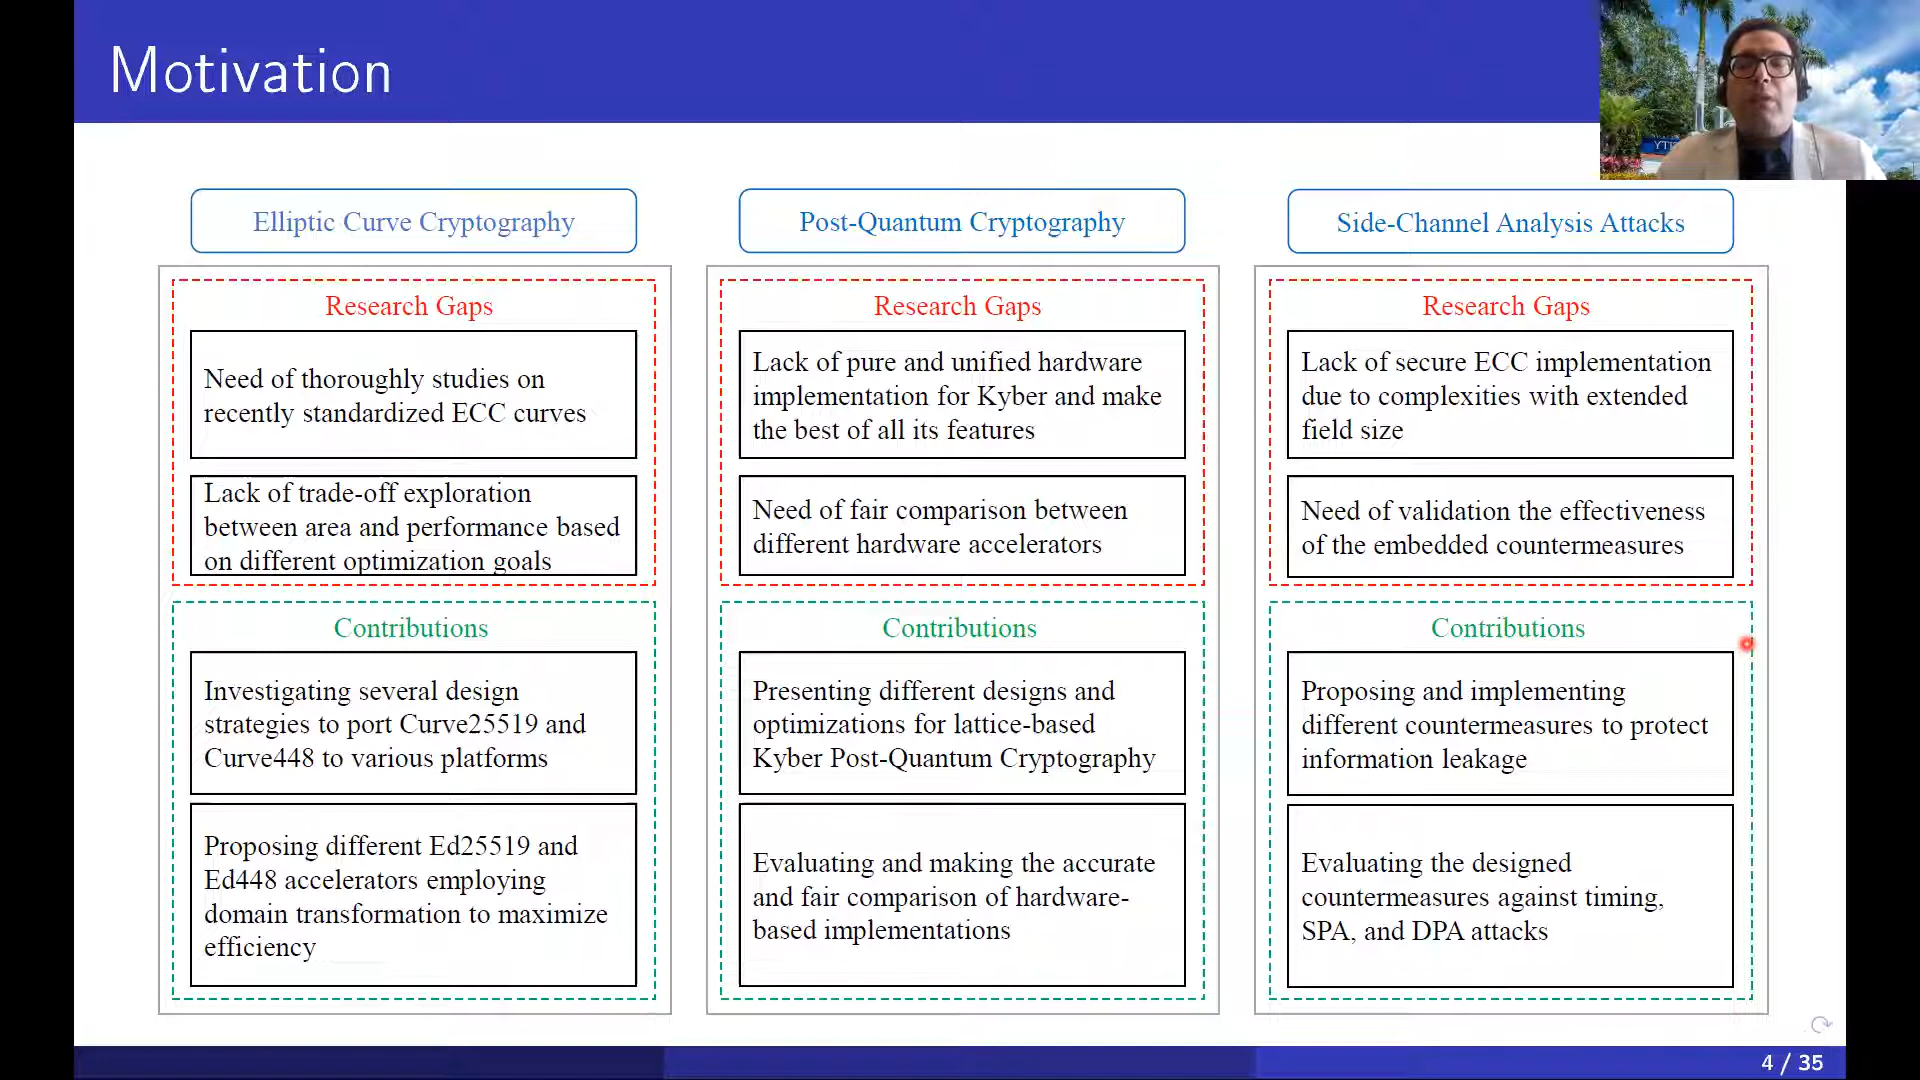 Motivation
Elliptic Curve Cryptography
Research Gaps
Need of thoroughly studies on
recently standardized ECC curves
Lack of trade-off exploration
between area and performance based
on different optimization goals
Contributions
Investigating several design
strategies to port Curve25519 and
Curve448 to various platforms
Proposing different Ed25519 and
Ed448 accelerators employing
domain transformation to maximize
efficiency
Post-Quantum Cryptography
Research Gaps
Lack of pure and unified hardware
implementation for Kyber and make
the best of all its features
Need of fair comparison between
different hardware accelerators
Contributions
Presenting different designs and
optimizations for lattice-based
Kyber Post-Quantum Cryptography
Evaluating and making the accurate
and fair comparison of hardware-
based implementations
Side-Channel Analysis Attacks
Research Gaps
Lack of secure ECC implementation
due to complexities with extended
field size
Need of validation the effectiveness
of the embedded countermeasures
Contributions
Proposing and implementing
different countermeasures to protect
information leakage
Evaluating the designed
countermeasures against timing,
SPA, and DPA attacks
4 / 35